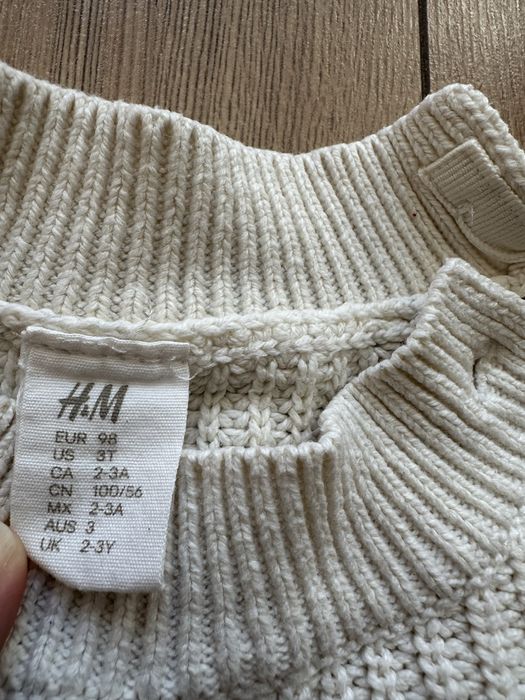 H&M
EUR 98
US 3T
CA 2-3A
CN 100/56
MX 2-3A
AUS 3
UK 2-3Y